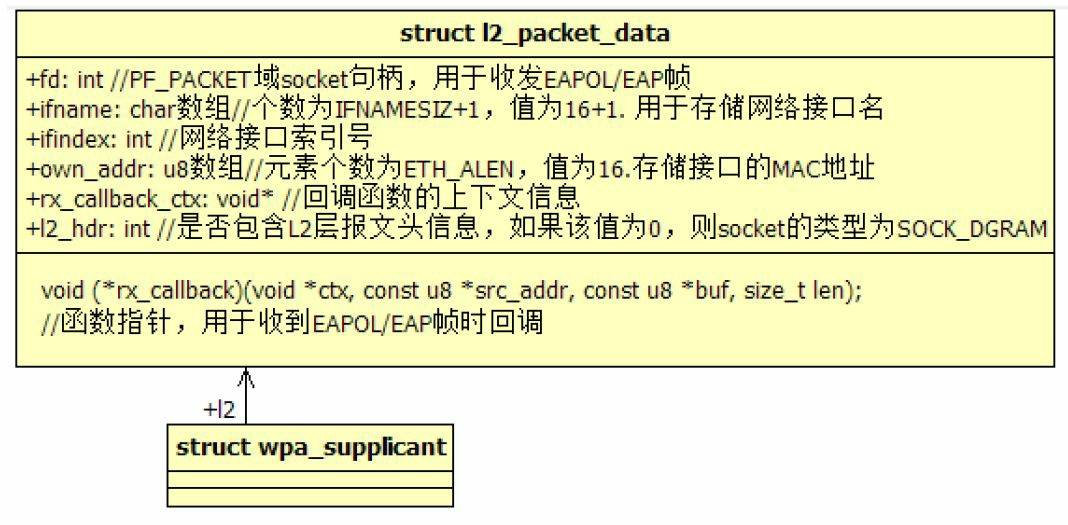 struct l2_packet_data
+fd: int //PF_PACKET域socket句柄，用于收发EAPOL/EAP帧
+ifname: char数组//个数为IFNAMESIZ+1，值为16+1. 用于存储网络接口名
+ifindex: int //网络接口索引号
+own_addr: u8数组//元素个数为ETH_ALEN，值为16.存储接口的MAC地址
+rx_callback_ctx: void* //回调函数的上下文信息
+l2_hdr: int //是否包含L2层报文头信息，如果该值为0，则socket的类型为SOCK_DGRAM
void (*rx_callback)(void *ctx, const u8 *src_addr, const u8 *buf, size_t len);
//函数指针，用于收到EAPOL/EAP帧时回调
+l2
struct wpa_supplicant